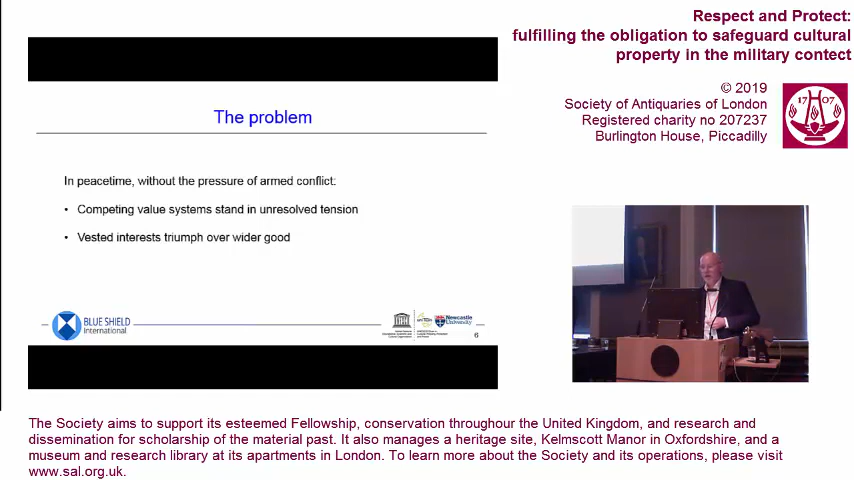 Respect and Protect:
fulfilling the obligation to safeguard cultural
property in the military contect
© 2019
Society of Antiquaries of London
Registered charity no 207237
Burlington House, Piccadilly
17 07
The problem
In peacetime, without the pressure of armed conflict:
• Competing value systems stand in unresolved tension
• Vested interests triumph over wider good
BLUE SHIELD
International
Newcastle
University
6
The Society aims to support its esteemed Fellowship, conservation throughour the United Kingdom, and research and
dissemination for scholarship of the material past. It also manages a heritage site, Kelmscott Manor in Oxfordshire, and a
museum and research library at its apartments in London. To learn more about the Society and its operations, please visit
www.sal.org.uk.